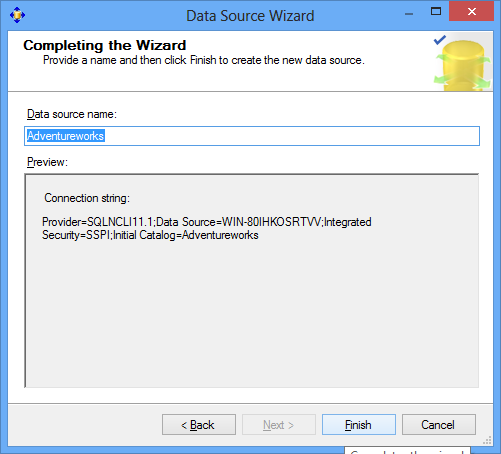 Data Source Wizard
Completing the Wizard
Provide a name and then click Finish to create the new data source.
Data source name:
Adventureworks
Preview:
Connection string:
Provider=SQLNCLI11.1;Data Source=WIN-80IHKOSRTVV;Integrated
Security=SSPI;Initial Catalog=Adventureworks
< Back
Next >
Finish
Cancel